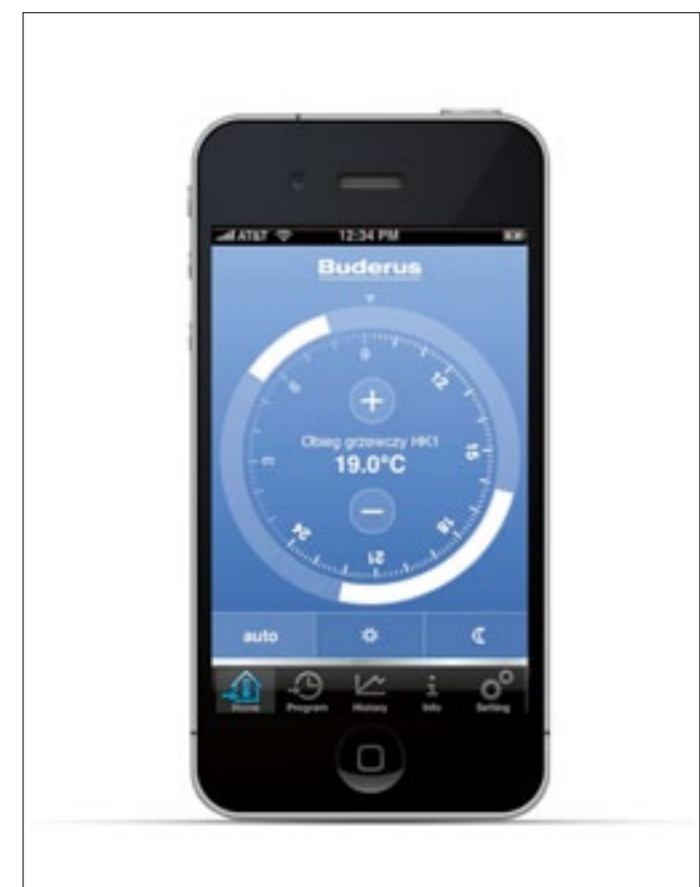 AT&T 12:34 PM
Buderus
9
12
6
Obieg grzewczy HK1
15
3
19.0°C
18
24
21
auto
Home Program History Info Setting